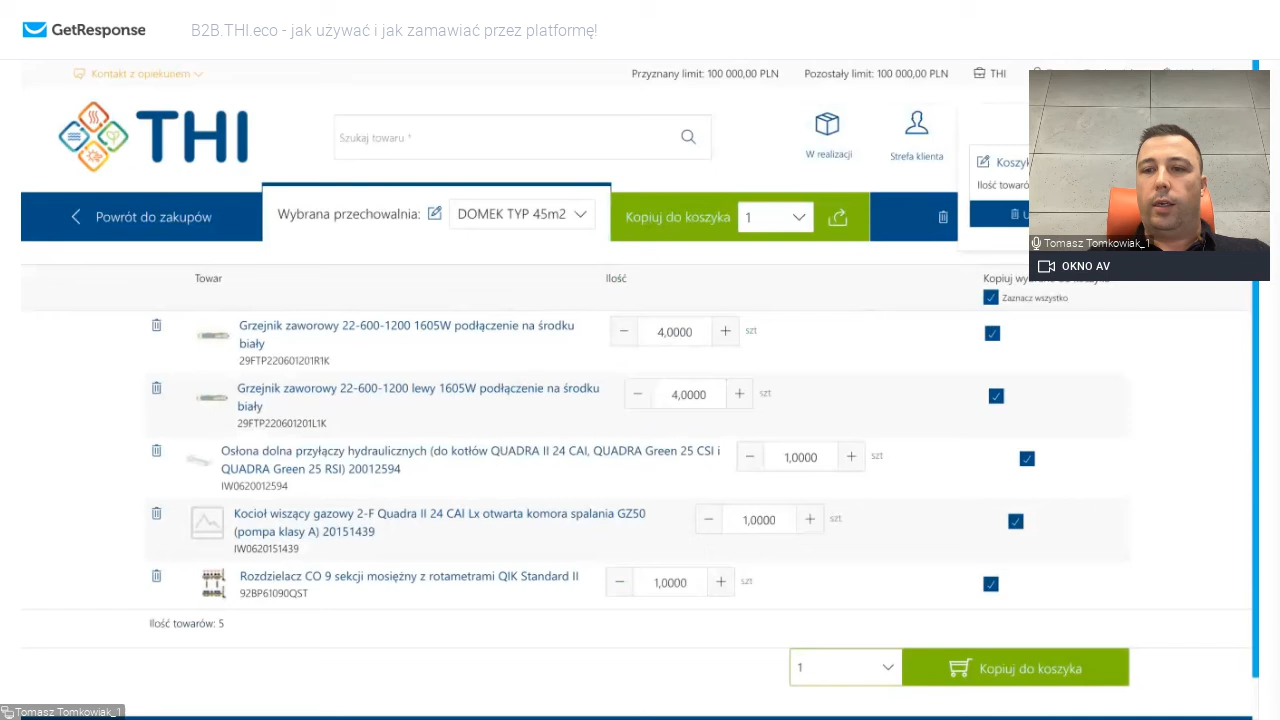 GetResponse
B2B.THI.eco - jak używać i jak zamawiać przez platformę!
Kontakt z opiekunem
Przyznany limit: 100 000,00 PLN
Pozostały limit: 100 000,00 PLN
THI
THI
Szukaj towaru *
W realizacji
Strefa klienta
Koszyk
Ilość towaró
Powrót do zakupów
Wybrana przechowalnia:
DOMEK TYP 45m2
Kopiuj do koszyka
1
Tomasz Tomkowiak_1
OKNO AV
Towar
Ilość
Zaznacz wszystko
Grzejnik zaworowy 22-600-1200 1605W podłączenie na środku
biały
29FTP220601201R1K
4,0000
szt
Grzejnik zaworowy 22-600-1200 lewy 1605W podłączenie na środku
biały
29FTP220601201L1K
4,0000
szt
Osłona dolna przyłączy hydraulicznych (do kotłów QUADRA II 24 CAI, QUADRA Green 25 CSI i
QUADRA Green 25 RSI) 20012594
IW0620012594
1,0000
szt
Kocioł wiszący gazowy 2-F Quadra II 24 CAI Lx otwarta komora spalania GZ50
(pompa klasy A) 20151439
IW0620151439
1,0000
szt
Rozdzielacz CO 9 sekcji mosiężny z rotametrami QIK Standard II
92BP61090QST
1,0000
szt
Ilość towarów: 5
1
Kopiuj do koszyka
Tomasz Tomkowiak_1